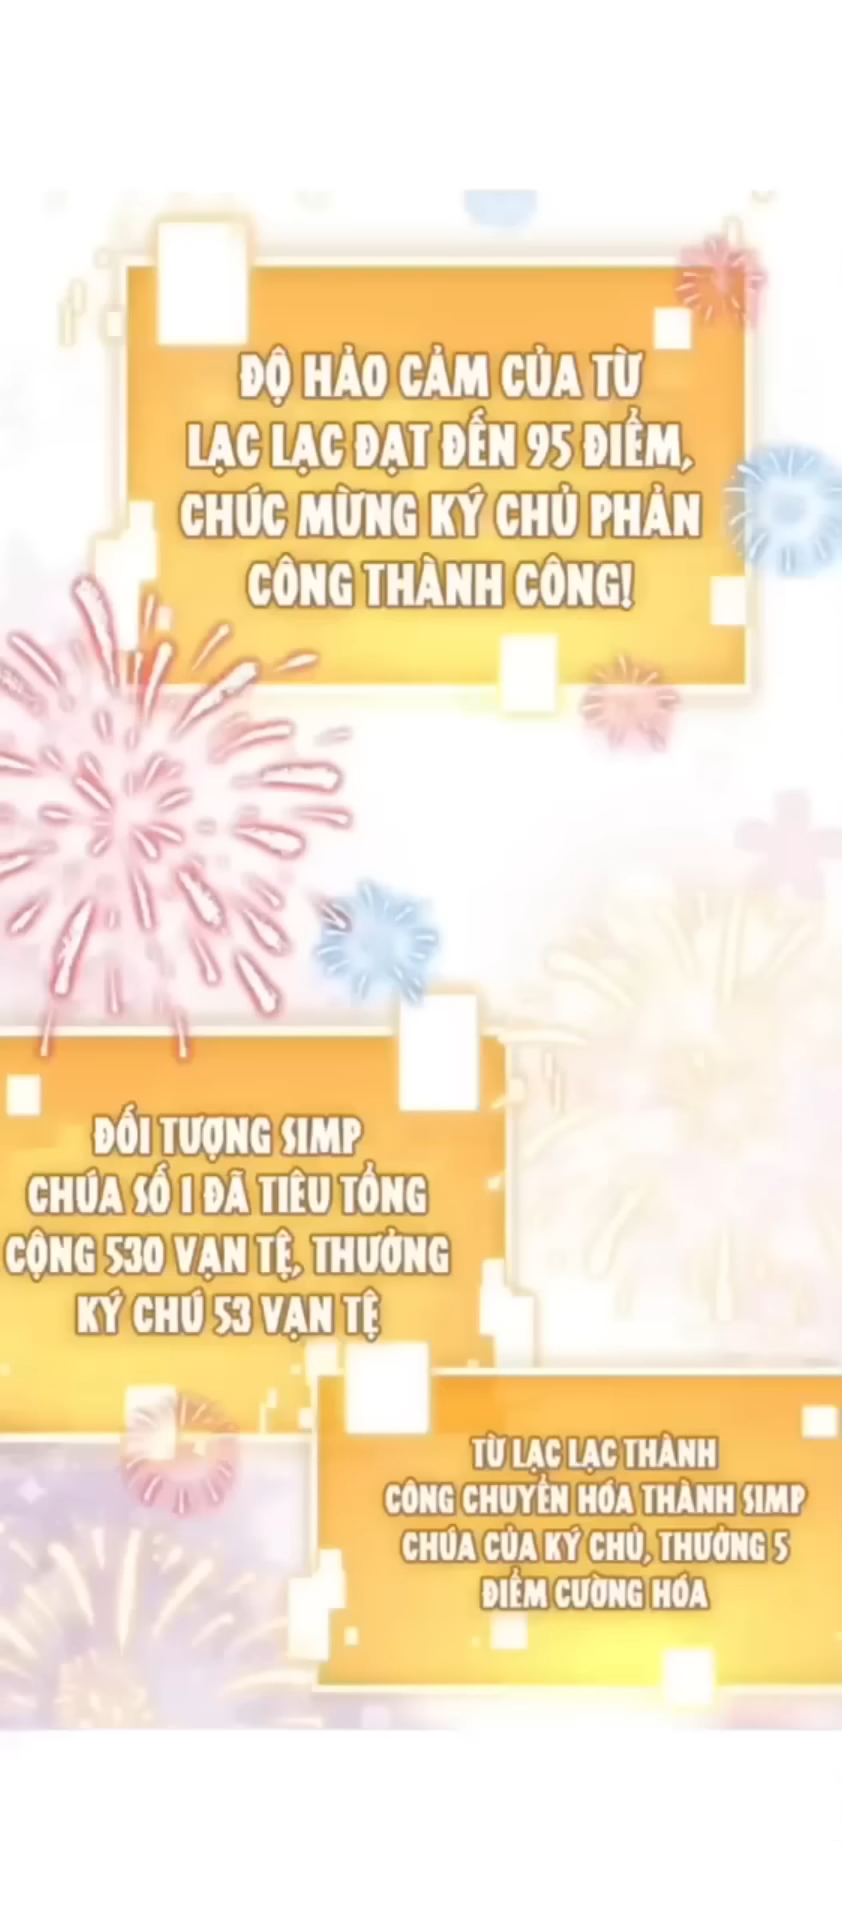 ĐỘ HẢO CẢM CỦA TỪ
LẠC LẠC ĐẠT ĐẾN 95 ĐIỂM,
CHÚC MỪNG KÝ CHỦ PHẢN
CÔNG THÀNH CÔNG!
ĐỐI TƯỢNG SIMP
CHÚA SỐ 1 ĐÃ TIÊU TỔNG
CỘNG 530 VẠN TỆ, THƯỞNG
KÝ CHÚ 53 VẠN TỆ
TỪ LẠC LẠC THÀNH
CÔNG CHUYỂN HÓA THÀNH SIMP
CHÚA CỦA KÝ CHỦ, THƯỞNG 5
ĐIỂM CƯỜNG HÓA